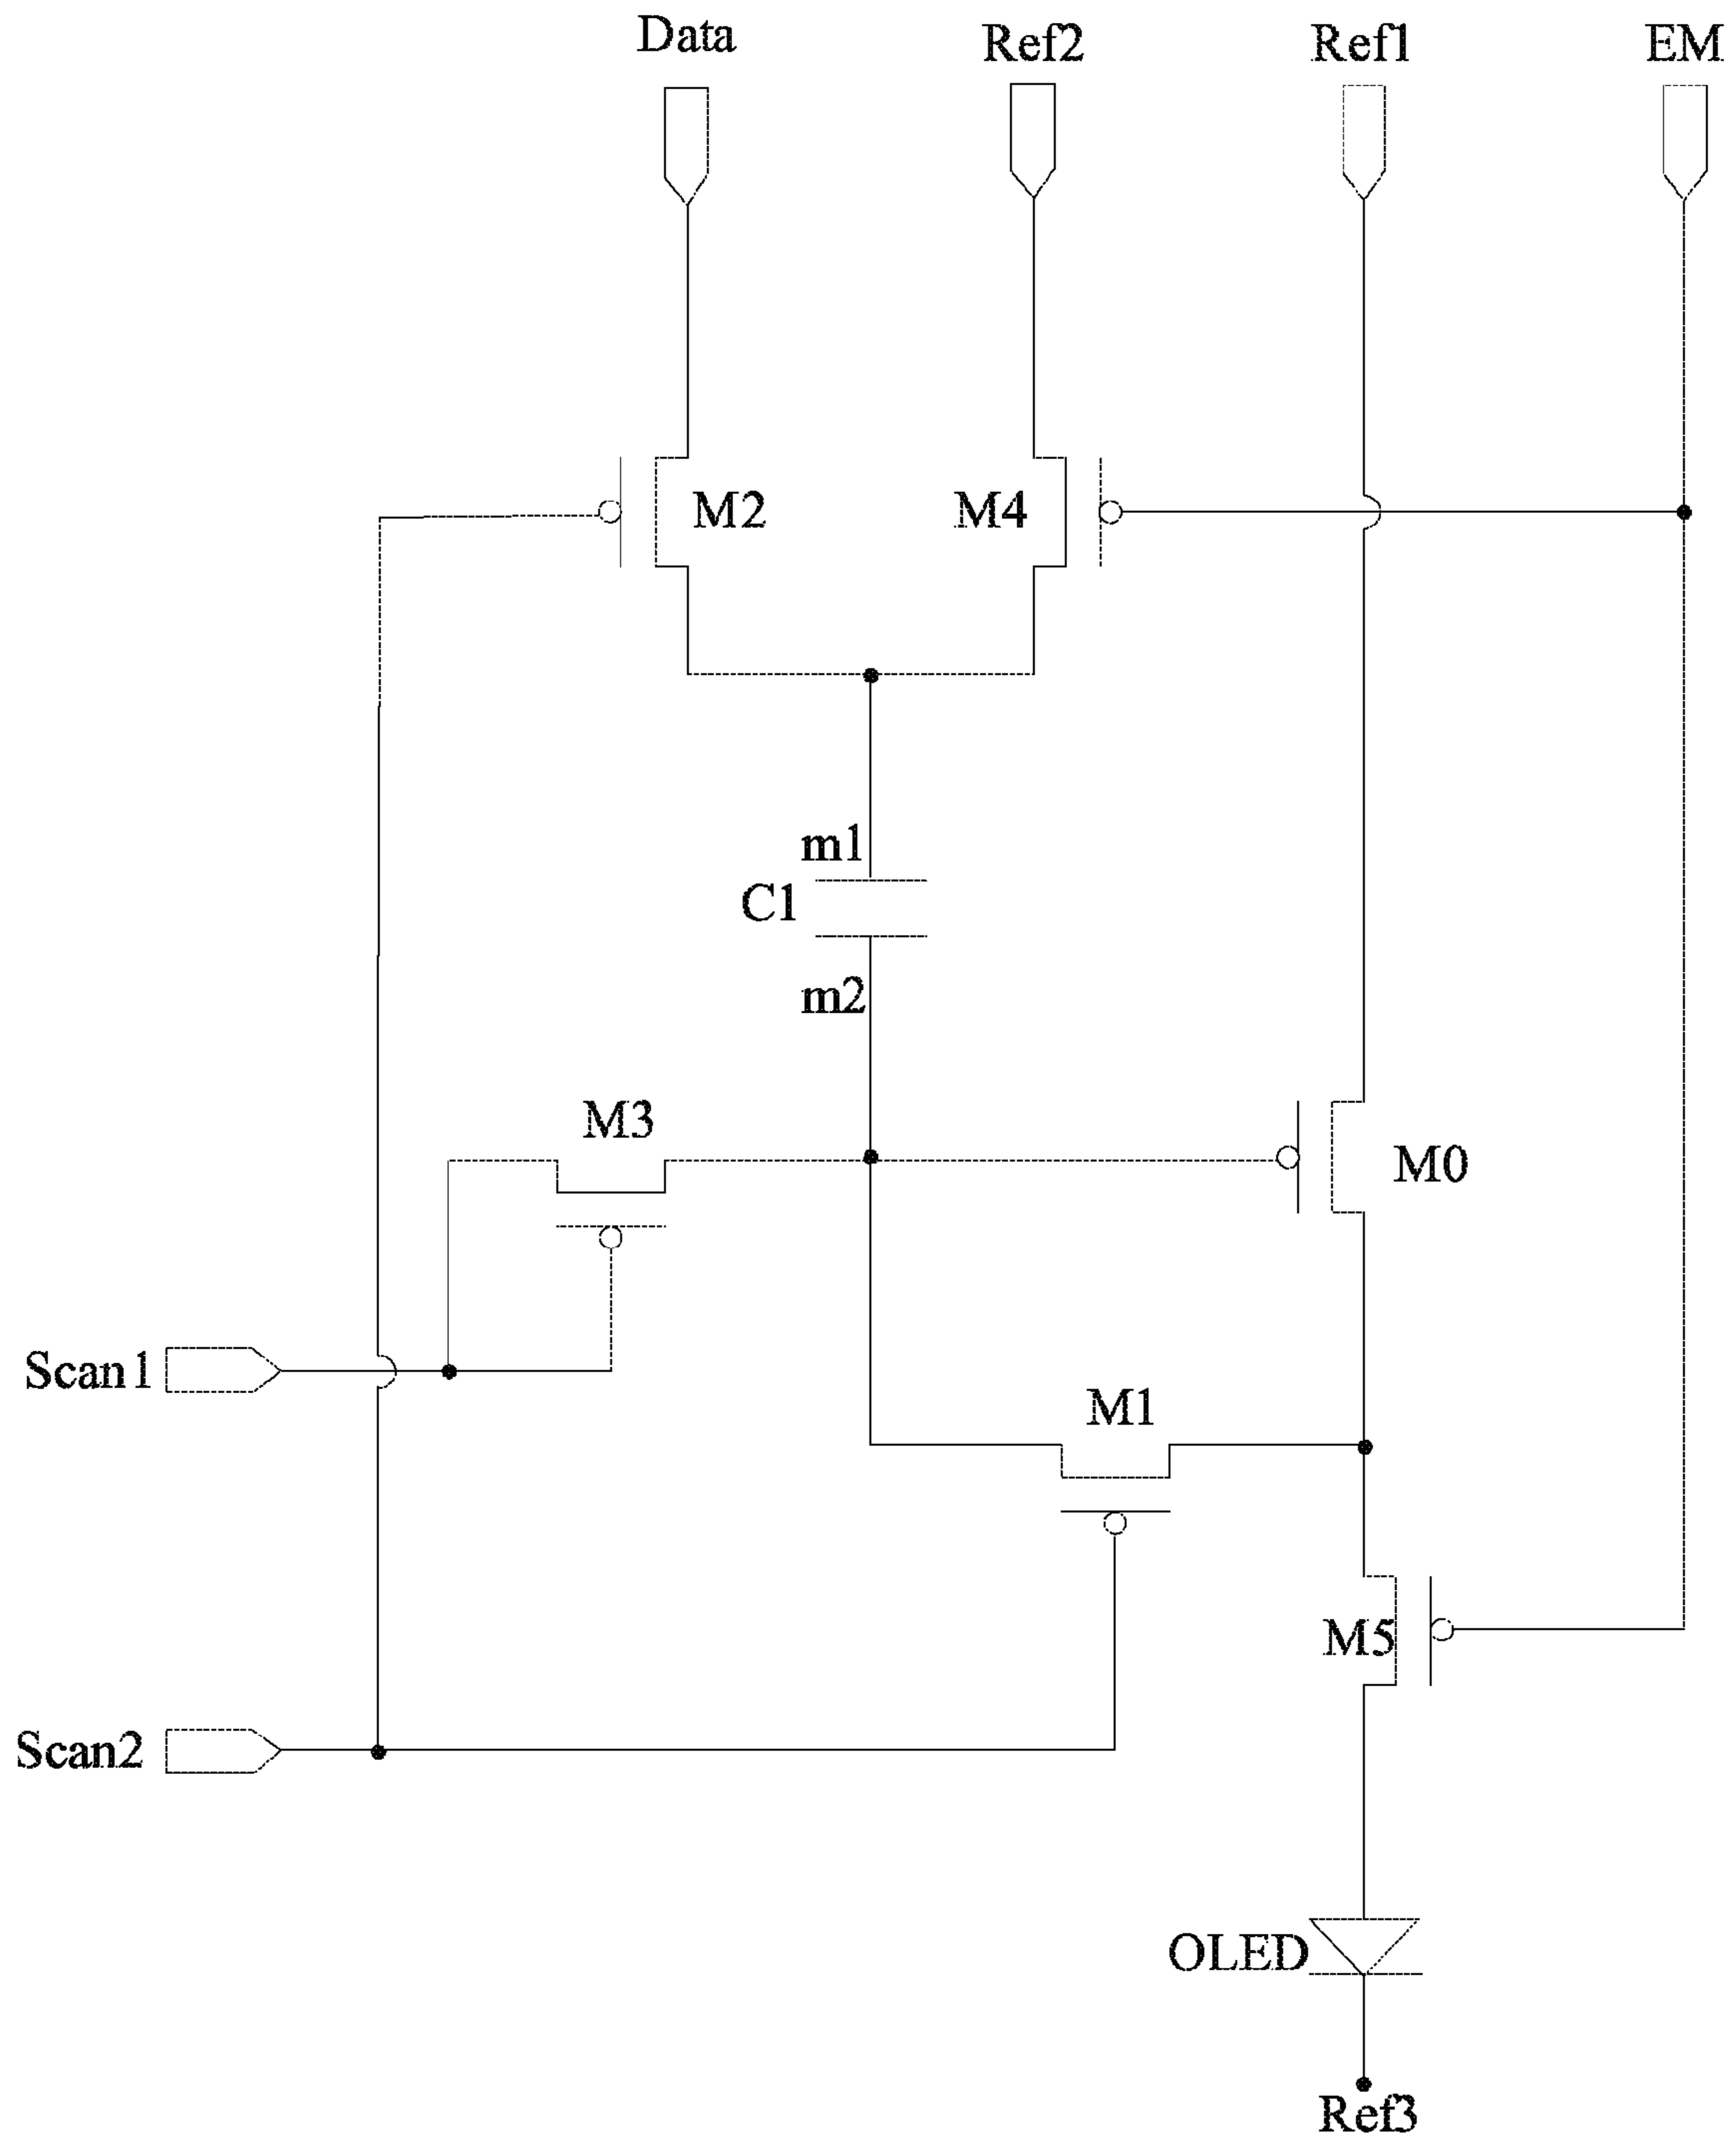 Data
Ref2
Ref1
EM
M2
M4
m1
C1
m2
M3
M0
Scan1
M1
M5
Scan2
OLED
Ref3